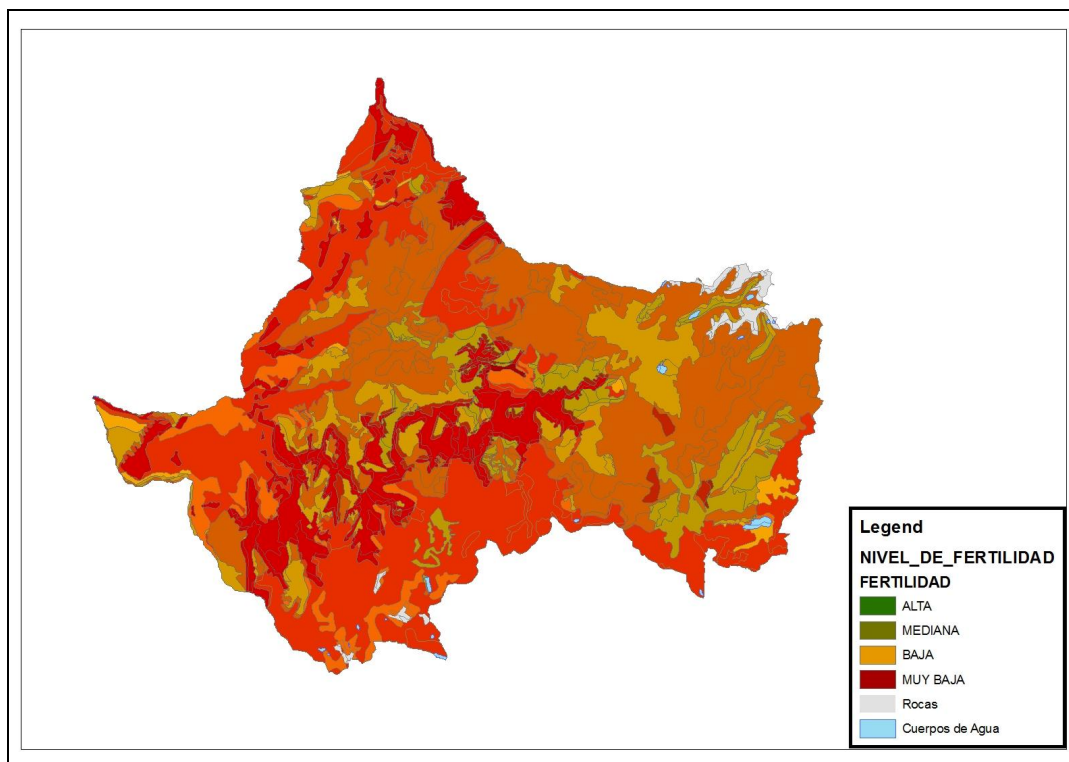 Legend
NIVEL_DE_FERTILIDAD
FERTILIDAD
ALTA
MEDIANA
BAJA
MUY BAJA
Rocas
Cuerpos de Agua